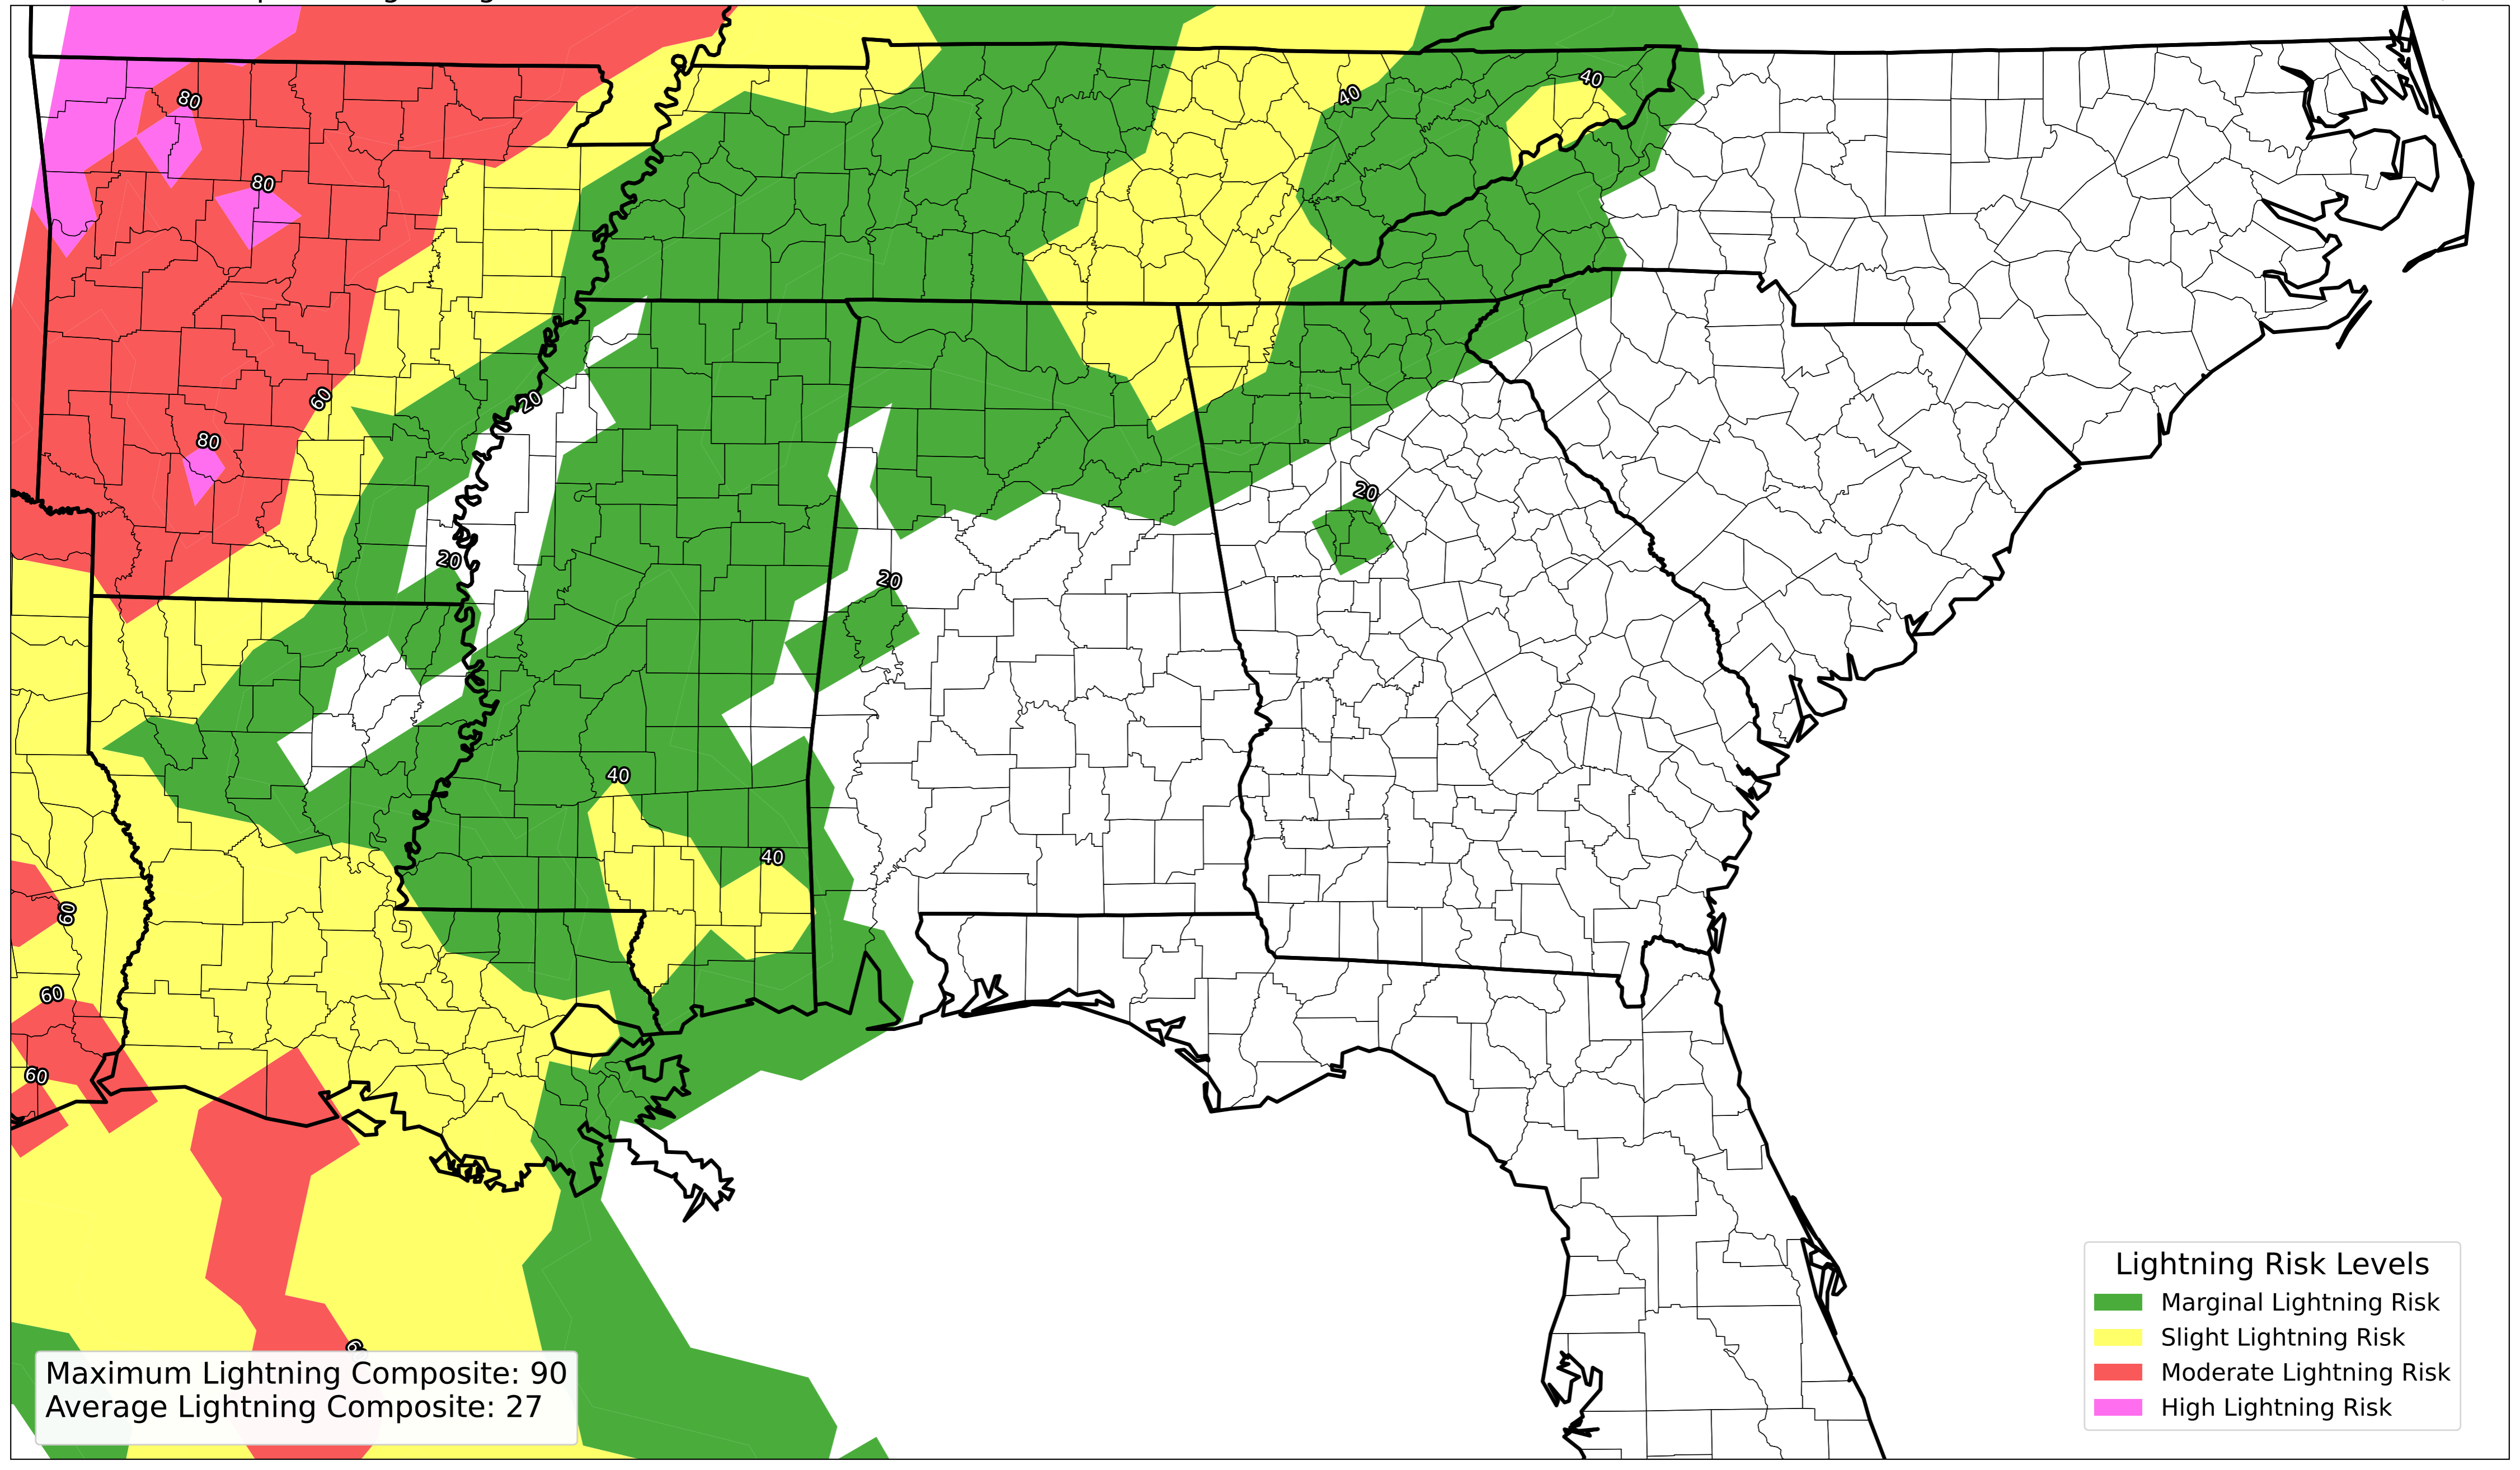 80
40
40
80
60
20
80
20
20
20
40
40
60
60
60
Lightning Risk Levels
Marginal Lightning Risk
Slight Lightning Risk
Moderate Lightning Risk
High Lightning Risk
Maximum Lightning Composite: 90
Average Lightning Composite: 27